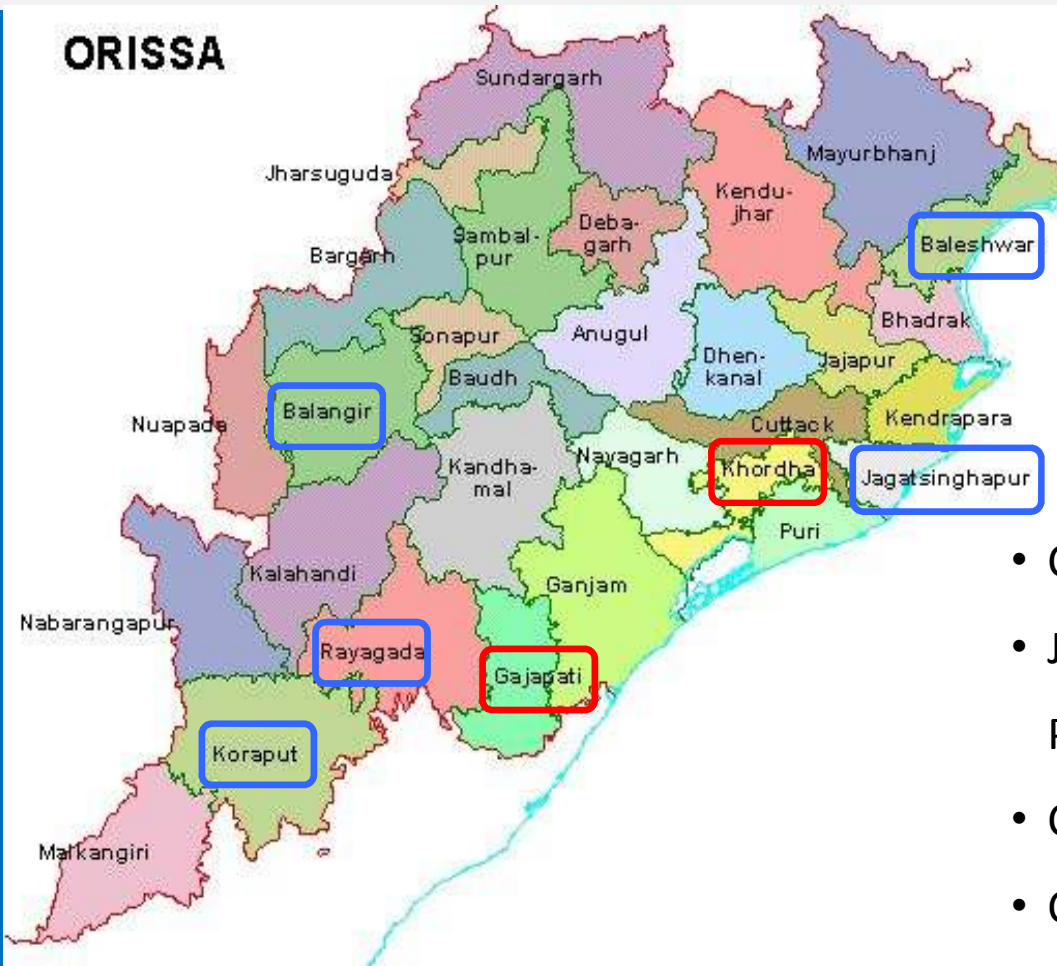 ORISSA
Sundargarh
Mayurbhanj
Jharsuguda
Kendu-
jhar
Deba-
garh
Sambal-
pur
Baleshwar
Bargarh
Bhadrak
Sonapur
Anugul
Dhen-
kanal
Jajapur
Baudh
Balangir
Nuapada
Cuttack
Kendrapara
Nayagarh
Khordha
Kandha-
mal
Jagatsinghapur
Puri
Kalahandi
Ganjam
Nabarangapur
Rayagada
Gajapati
Koraput
Malkangiri